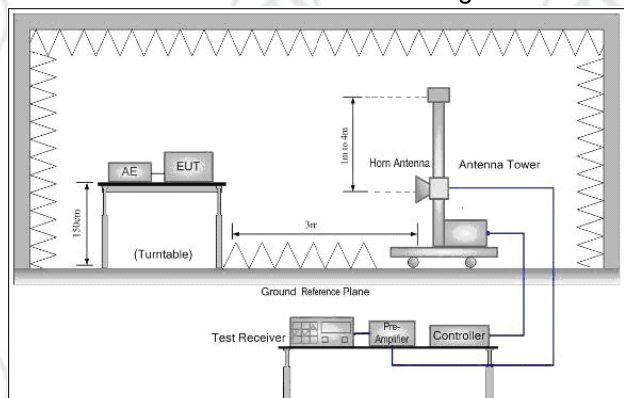 AE
EUT
150cm
(Turntable)
3m
1m to 4m
Horn Antenna
Antenna Tower
Ground Reference Plane
Test Receiver
Pre-
Amplifier
Controller